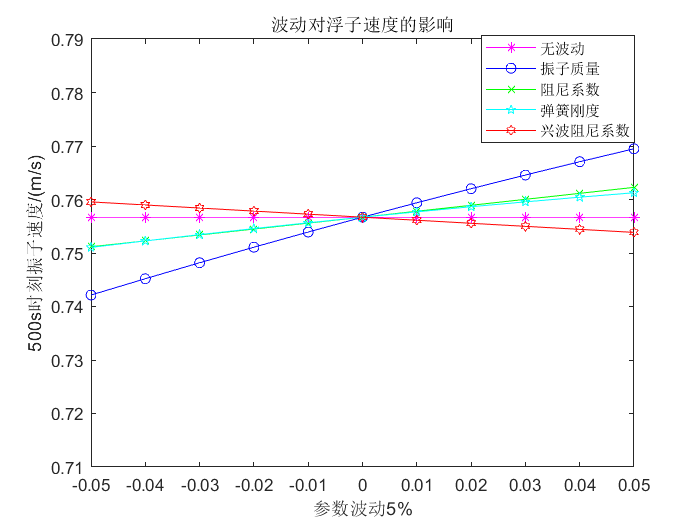 波动对浮子速度的影响
无波动
振子质量
阻尼系数
弹簧刚度
兴波阻尼系数
0.79
0.78
0.77
0.76
0.75
0.74
0.73
0.72
0.71
500s时刻振子速度/(m/s)
-0.05 -0.04 -0.03 -0.02 -0.01 0 0.01 0.02 0.03 0.04 0.05
参数波动5%